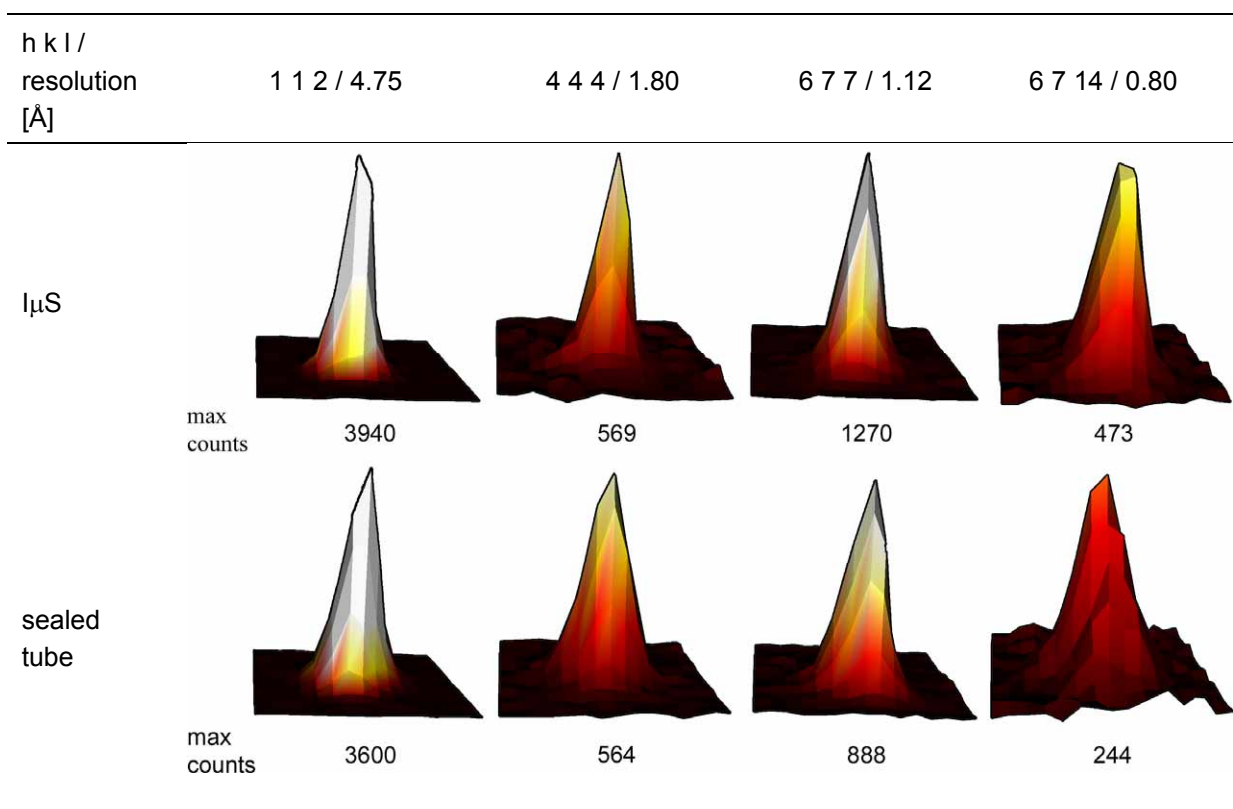 h k l /
resolution
[Å]
1 1 2 / 4.75 4 4 4 / 1.80 6 7 7 / 1.12 6 7 14 / 0.80
IμS
max
counts
3940 569 1270 473
sealed
tube
max
counts
3600 564 888 244